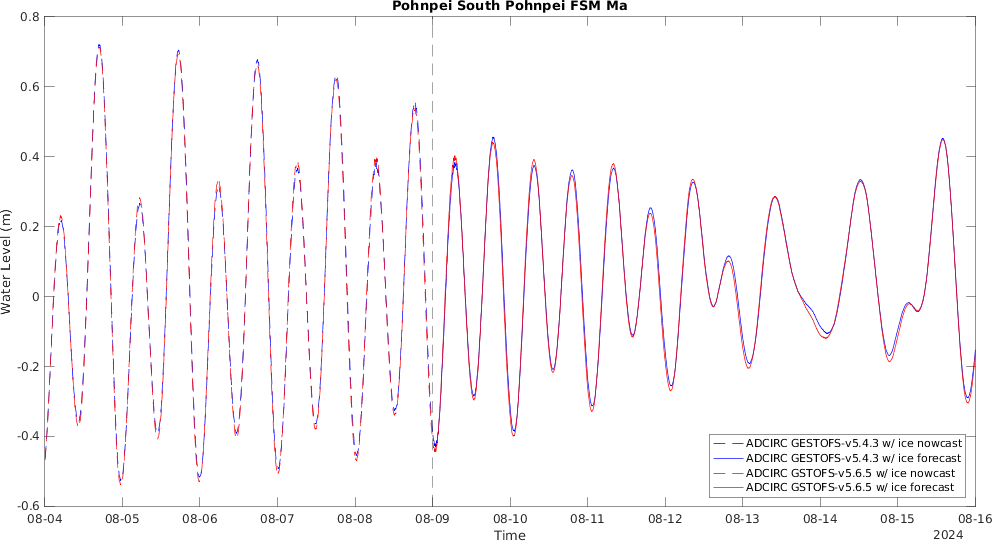 Pohnpei South Pohnpei FSM Ma
0.8
0.6
0.4
0.2
0
-0.2
-0.4
-0.6
Water Level (m)
08-04 08-05 08-06 08-07 08-08 08-09 08-10 08-11 08-12 08-13 08-14 08-15 08-16
Time
2024
ADCIRC GESTOFS-v5.4.3 w/ ice nowcast
ADCIRC GESTOFS-v5.4.3 w/ ice forecast
ADCIRC GSTOFS-v5.6.5 w/ ice nowcast
ADCIRC GSTOFS-v5.6.5 w/ ice forecast